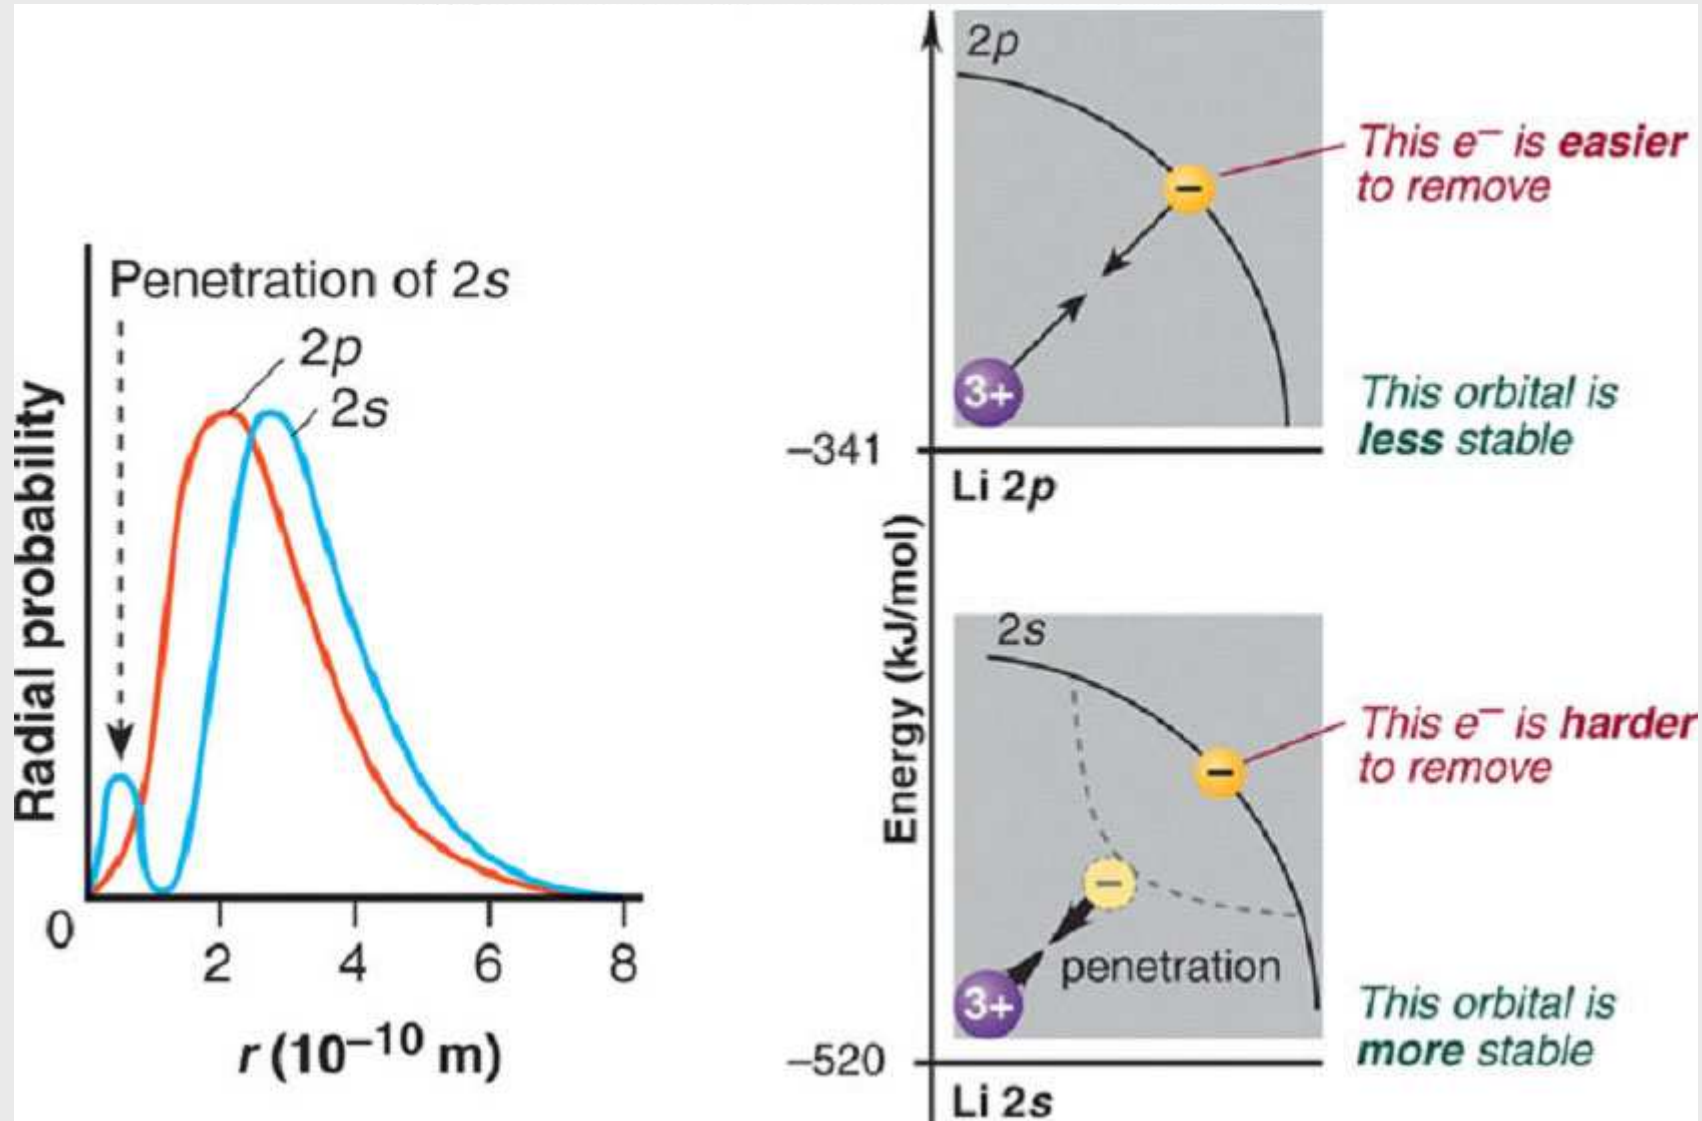 Penetration of 2s
2p
2s
Radial probability
0
2
4
6
8
r (10⁻¹⁰ m)
Energy (kJ/mol)
2p
−
3+
This e⁻ is easier
to remove
This orbital is
less stable
−341
Li 2p
2s
−
−
penetration
3+
This e⁻ is harder
to remove
This orbital is
more stable
−520
Li 2s